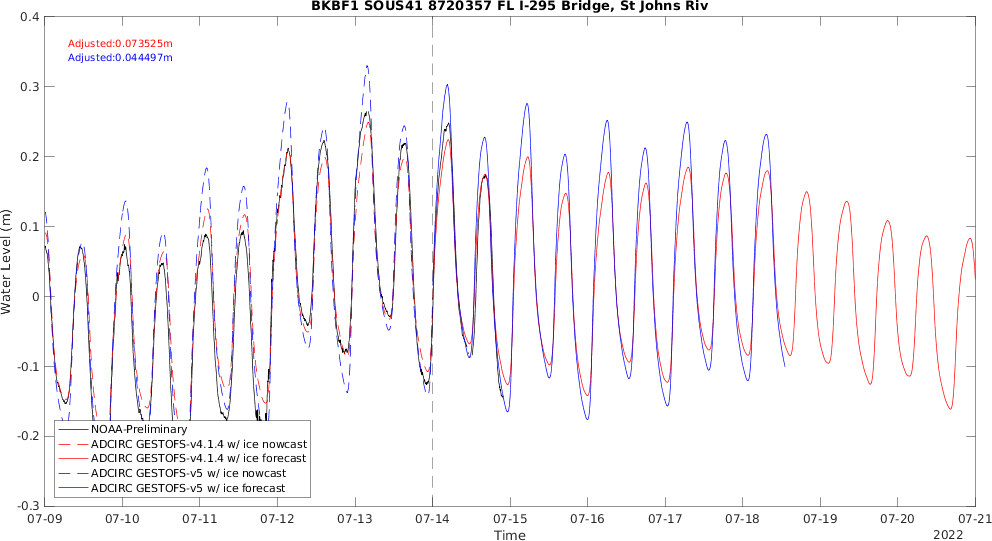 BKBF1 SOUS41 8720357 FL I-295 Bridge, St Johns Riv
Adjusted:0.073525m
Adjusted:0.044497m
0.4
0.3
0.2
0.1
0
-0.1
-0.2
-0.3
Water Level (m)
NOAA-Preliminary
ADCIRC GESTOFS-v4.1.4 w/ ice nowcast
ADCIRC GESTOFS-v4.1.4 w/ ice forecast
ADCIRC GESTOFS-v5 w/ ice nowcast
ADCIRC GESTOFS-v5 w/ ice forecast
07-09 07-10 07-11 07-12 07-13 07-14 07-15 07-16 07-17 07-18 07-19 07-20 07-21
Time
2022